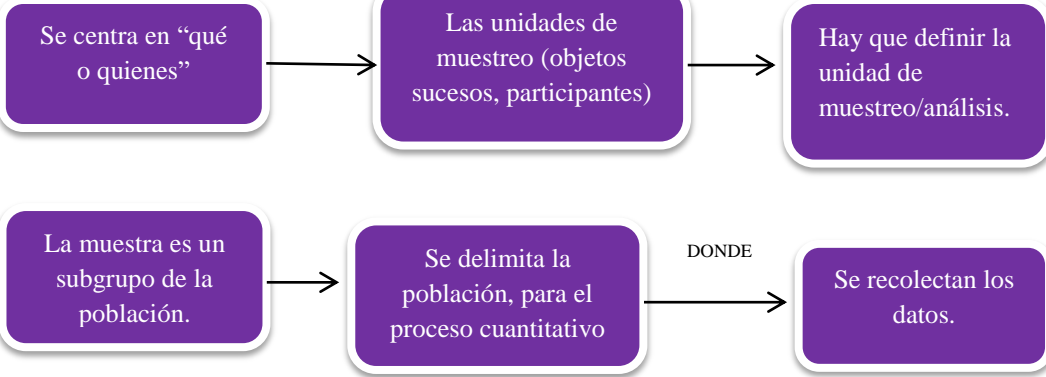 Se centra en “qué
o quienes”
Las unidades de
muestreo (objetos
sucesos, participantes)
Hay que definir la
unidad de
muestreo/análisis.
La muestra es un
subgrupo de la
población.
Se delimita la
población, para el
proceso cuantitativo
DONDE
Se recolectan los
datos.